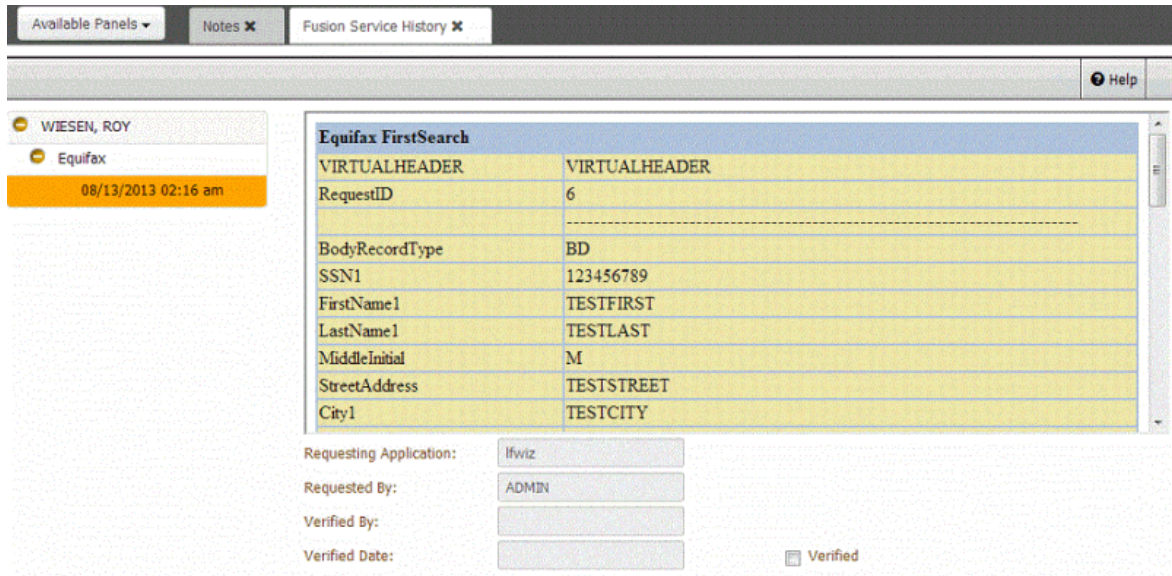 Available Panels
Notes
Fusion Service History
Help
WIESEN, ROY
Equifax
08/13/2013 02:16 am
Equifax FirstSearch
VIRTUALHEADER VIRTUALHEADER
RequestID 6
--------------------------------------------------------------------------------
BodyRecordType BD
SSN1 123456789
FirstName1 TESTFIRST
LastName1 TESTLAST
MiddleInitial M
StreetAddress TESTSTREET
City1 TESTCITY
Requesting Application: lfwiz
Requested By: ADMIN
Verified By:
Verified Date: Verified